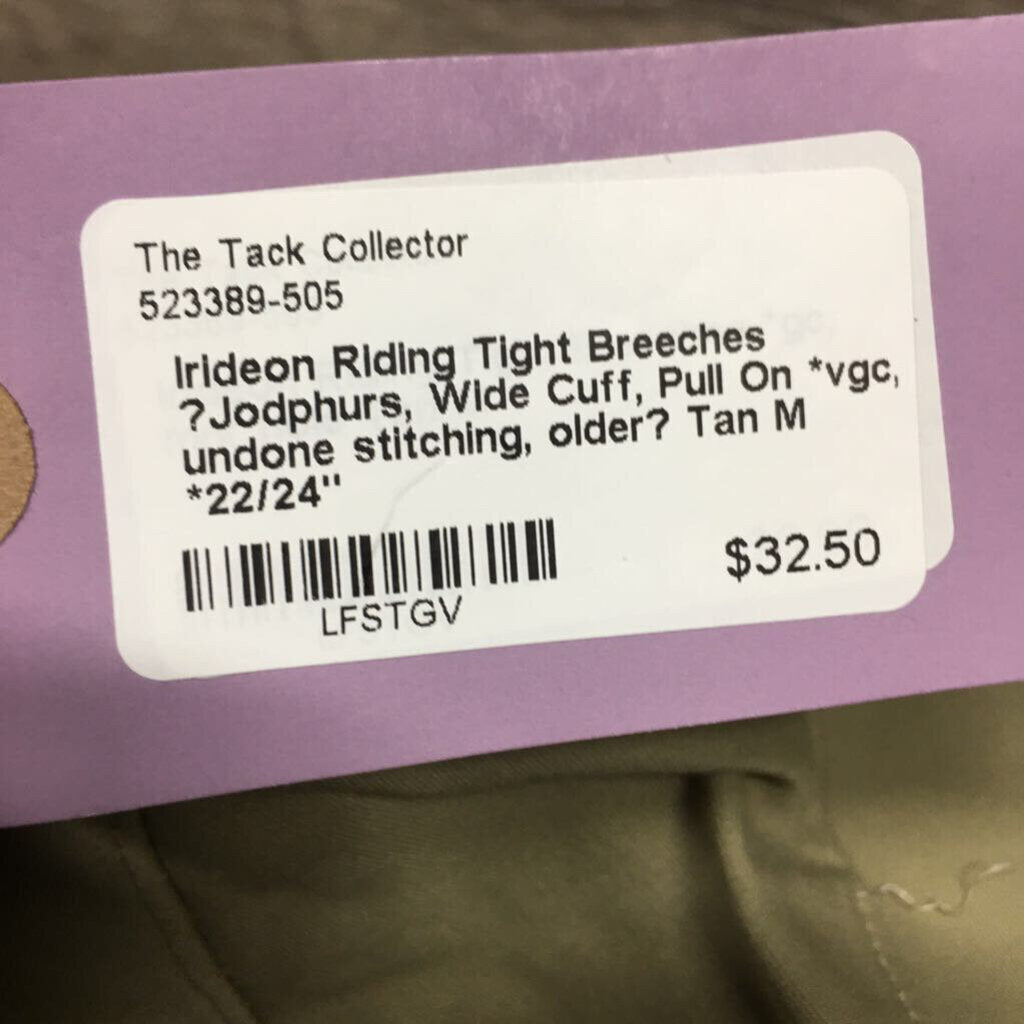 The Tack Collector
523389-505
Irideon Riding Tight Breeches
?Jodphurs, Wide Cuff, Pull On *vgc,
undone stitching, older? Tan M
*22/24"
LFSTGV
$32.50